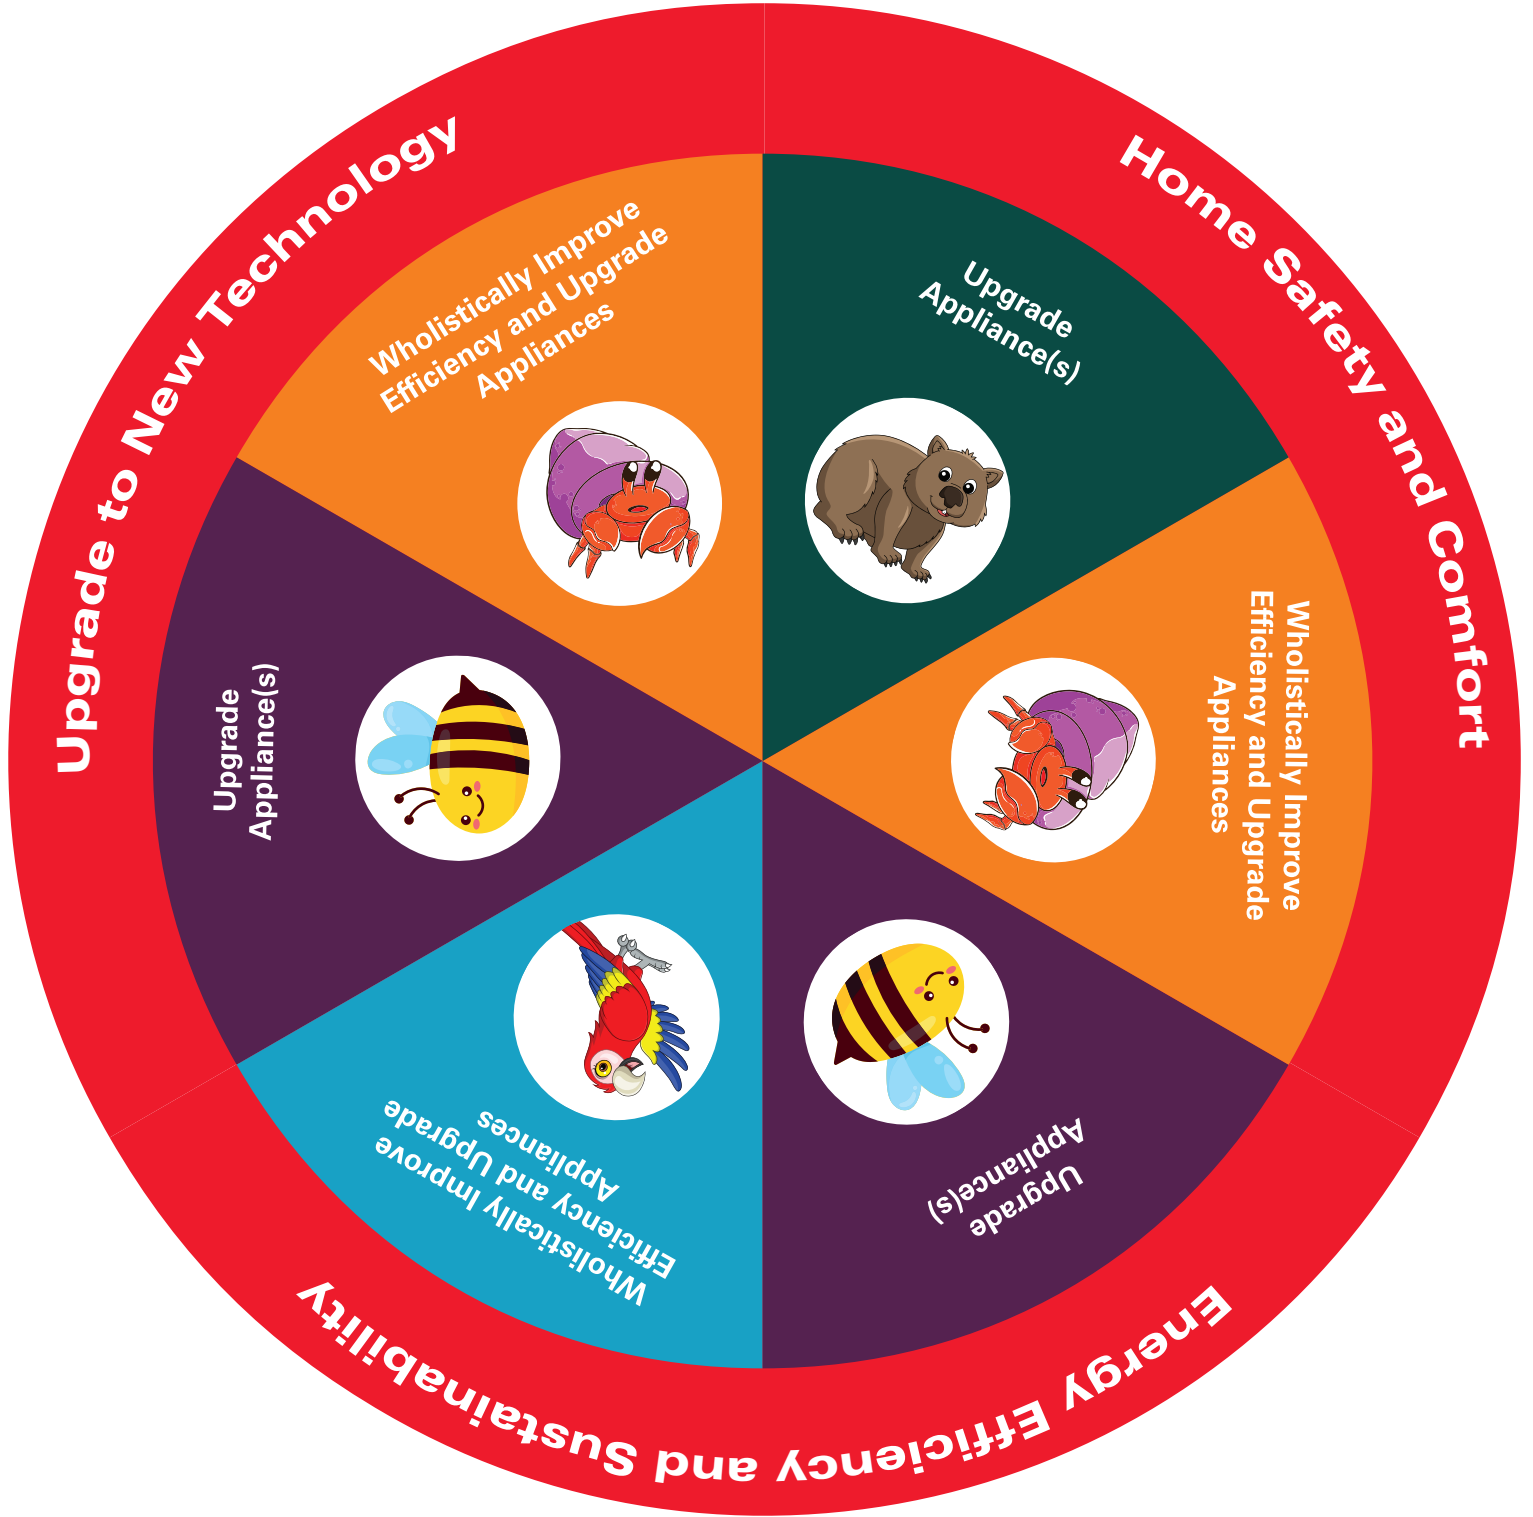 Home Safety and Comfort
Upgrade
Appliance(s)
Wholistically Improve
Efficiency and Upgrade
Appliances
Energy Efficiency and Sustainability
Upgrade
Appliance(s)
Wholistically Improve
Efficiency and Upgrade
Appliances
Upgrade to New Technology
Upgrade
Appliance(s)
Wholistically Improve
Efficiency and Upgrade
Appliances